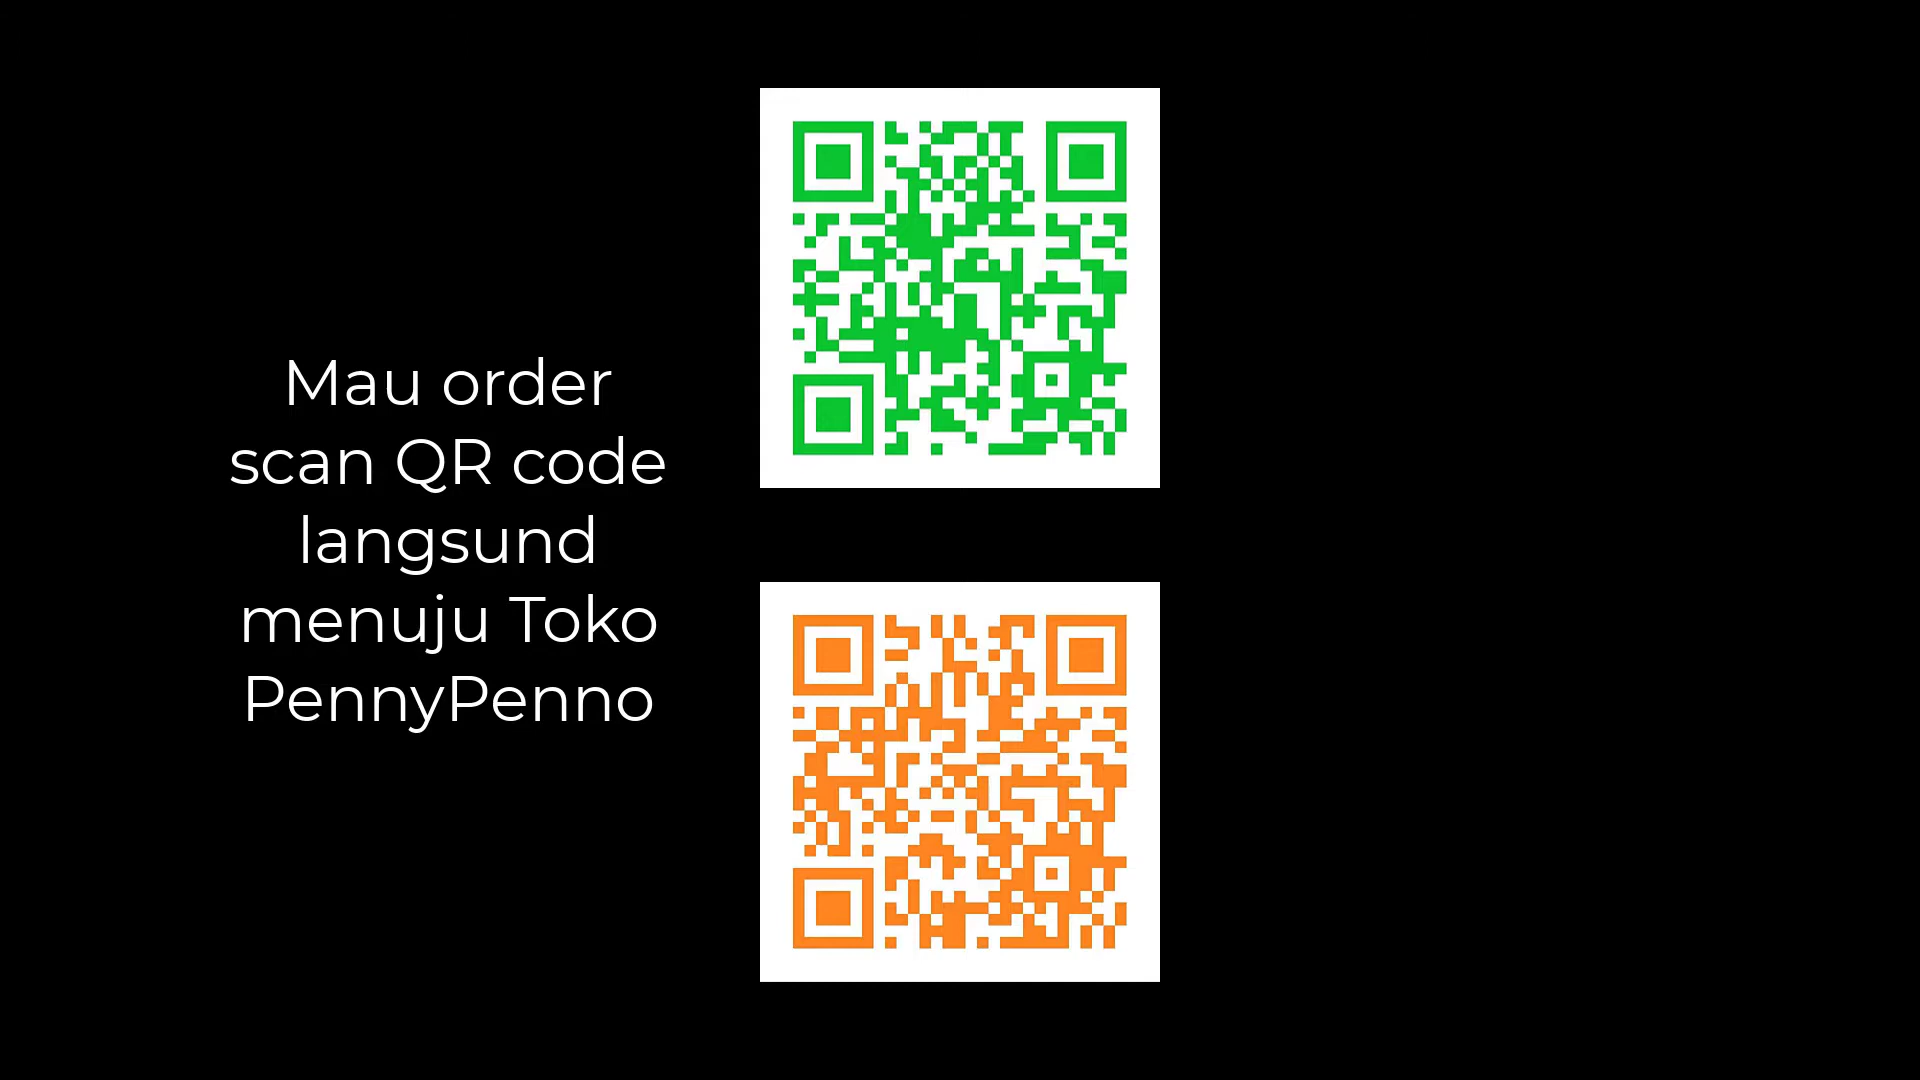 Mau order
scan QR code
langsund
menuju Toko
PennyPenno